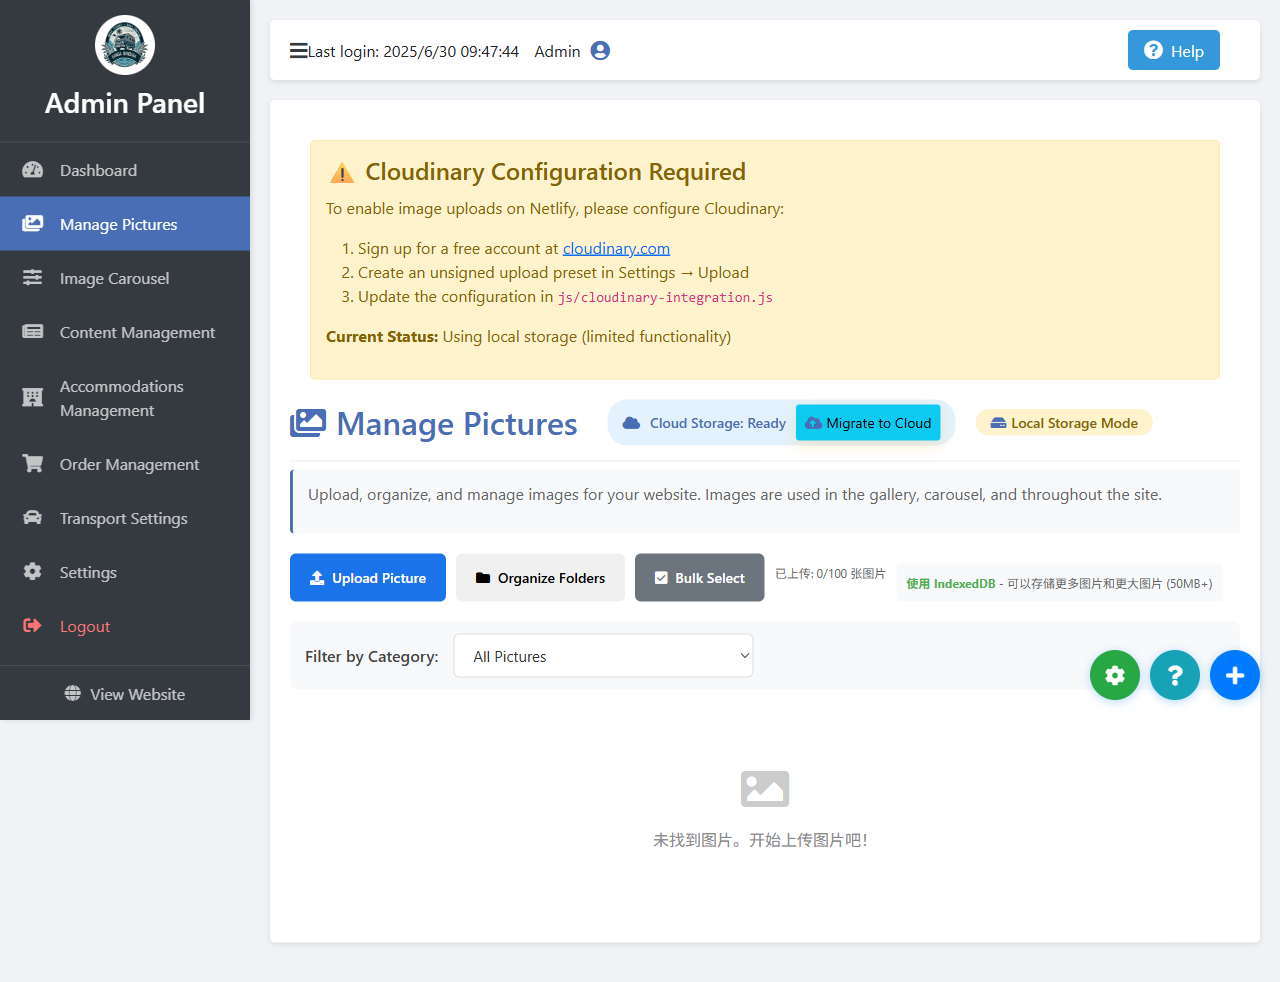 Admin Panel
Dashboard
Manage Pictures
Image Carousel
Content Management
Accommodations
Management
Order Management
Transport Settings
Settings
Logout
View Website
Last login: 2025/6/30 09:47:44 Admin
Help
Cloudinary Configuration Required
To enable image uploads on Netlify, please configure Cloudinary:
1. Sign up for a free account at cloudinary.com
2. Create an unsigned upload preset in Settings → Upload
3. Update the configuration in js/cloudinary-integration.js
Current Status: Using local storage (limited functionality)
Manage Pictures
Cloud Storage: Ready
Migrate to Cloud
Local Storage Mode
Upload, organize, and manage images for your website. Images are used in the gallery, carousel, and throughout the site.
Upload Picture
Organize Folders
Bulk Select
已上传: 0/100 张图片
使用 IndexedDB - 可以存储更多图片和更大图片 (50MB+)
Filter by Category:
All Pictures
未找到图片。开始上传图片吧！